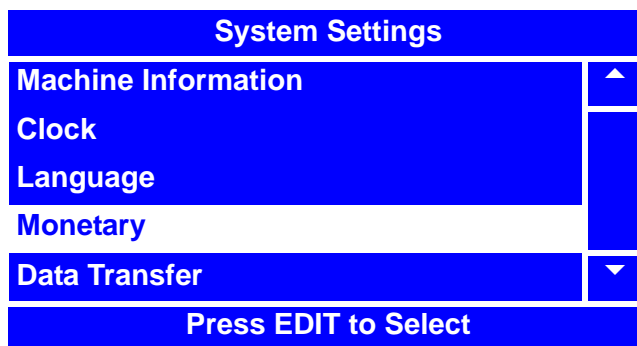 System Settings
Machine Information
Clock
Language
Monetary
Data Transfer
Press EDIT to Select